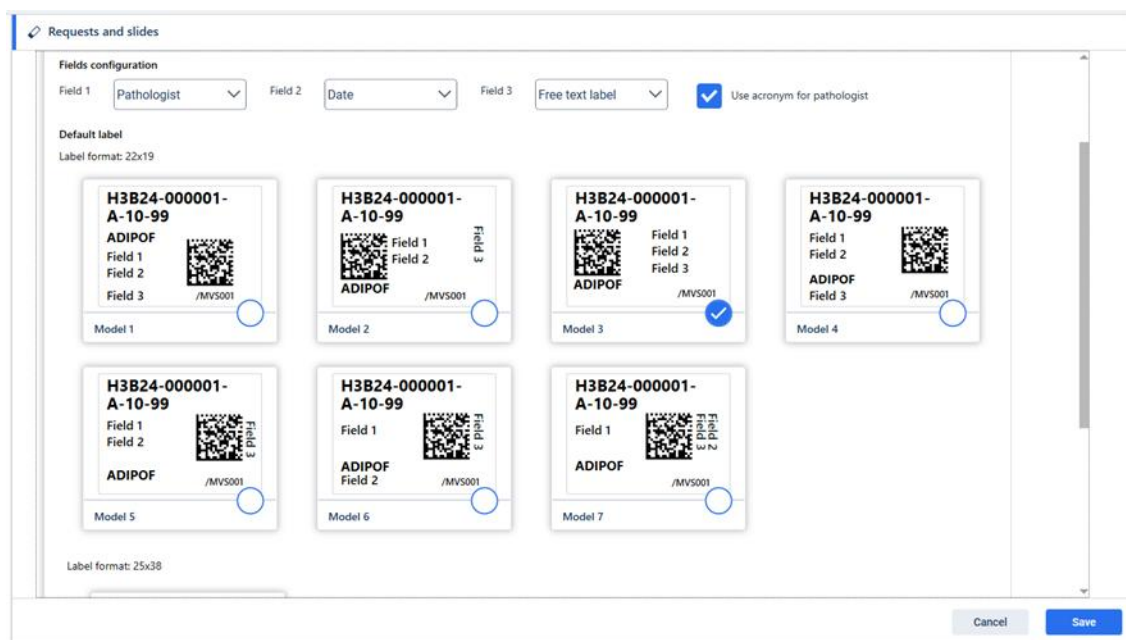 Requests and slides
Fields configuration
Field 1 Pathologist Field 2 Date Field 3 Free text label Use acronym for pathologist
Default label
Label format: 22x19
H3B24-000001-
A-10-99
ADIPOF
Field 1
Field 2
Field 3 /MVS001
Model 1
H3B24-000001-
A-10-99
Field 1
Field 2
Field 3
ADIPOF /MVS001
Model 2
H3B24-000001-
A-10-99
Field 1
Field 2
Field 3
ADIPOF /MVS001
Model 3
H3B24-000001-
A-10-99
Field 1
Field 2
ADIPOF
Field 3 /MVS001
Model 4
H3B24-000001-
A-10-99
Field 1
Field 2
Field 3
ADIPOF /MVS001
Model 5
H3B24-000001-
A-10-99
Field 1
Field 3
ADIPOF
Field 2 /MVS001
Model 6
H3B24-000001-
A-10-99
Field 1
Field 2
Field 3
ADIPOF /MVS001
Model 7
Label format: 25x38
Cancel Save